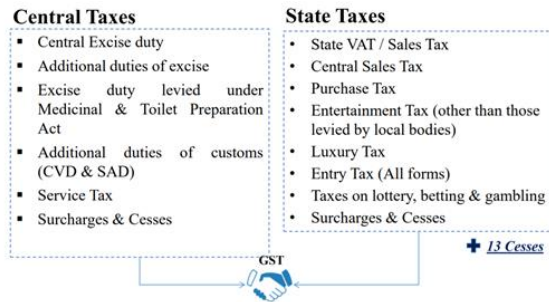 Central Taxes
Central Excise duty
Additional duties of excise
Excise duty levied under
Medicinal & Toilet Preparation
Act
Additional duties of customs
(CVD & SAD)
Service Tax
Surcharges & Cesses
State Taxes
State VAT / Sales Tax
Central Sales Tax
Purchase Tax
Entertainment Tax (other than those
levied by local bodies)
Luxury Tax
Entry Tax (All forms)
Taxes on lottery, betting & gambling
Surcharges & Cesses
13 Cesses
GST